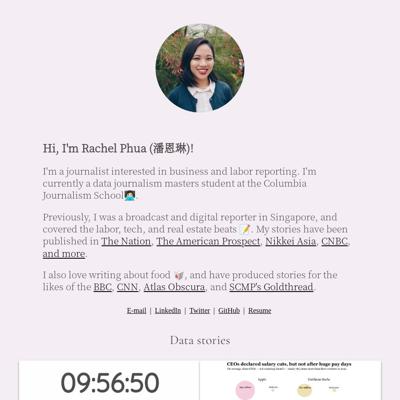 Hi, I'm Rachel Phua (潘恩琳)!
I'm a journalist interested in business and labor reporting. I'm
currently a data journalism masters student at the Columbia
Journalism School👩🏻‍💻.
Previously, I was a broadcast and digital reporter in Singapore, and
covered the labor, tech, and real estate beats 📝. My stories have been
published in The Nation, The American Prospect, Nikkei Asia, CNBC,
and more.
I also love writing about food 🥡, and have produced stories for the
likes of the BBC, CNN, Atlas Obscura, and SCMP's Goldthread.
E-mail | LinkedIn | Twitter | GitHub | Resume
Data stories
09:56:50
CEOs declared salary cuts, but not after huge pay days